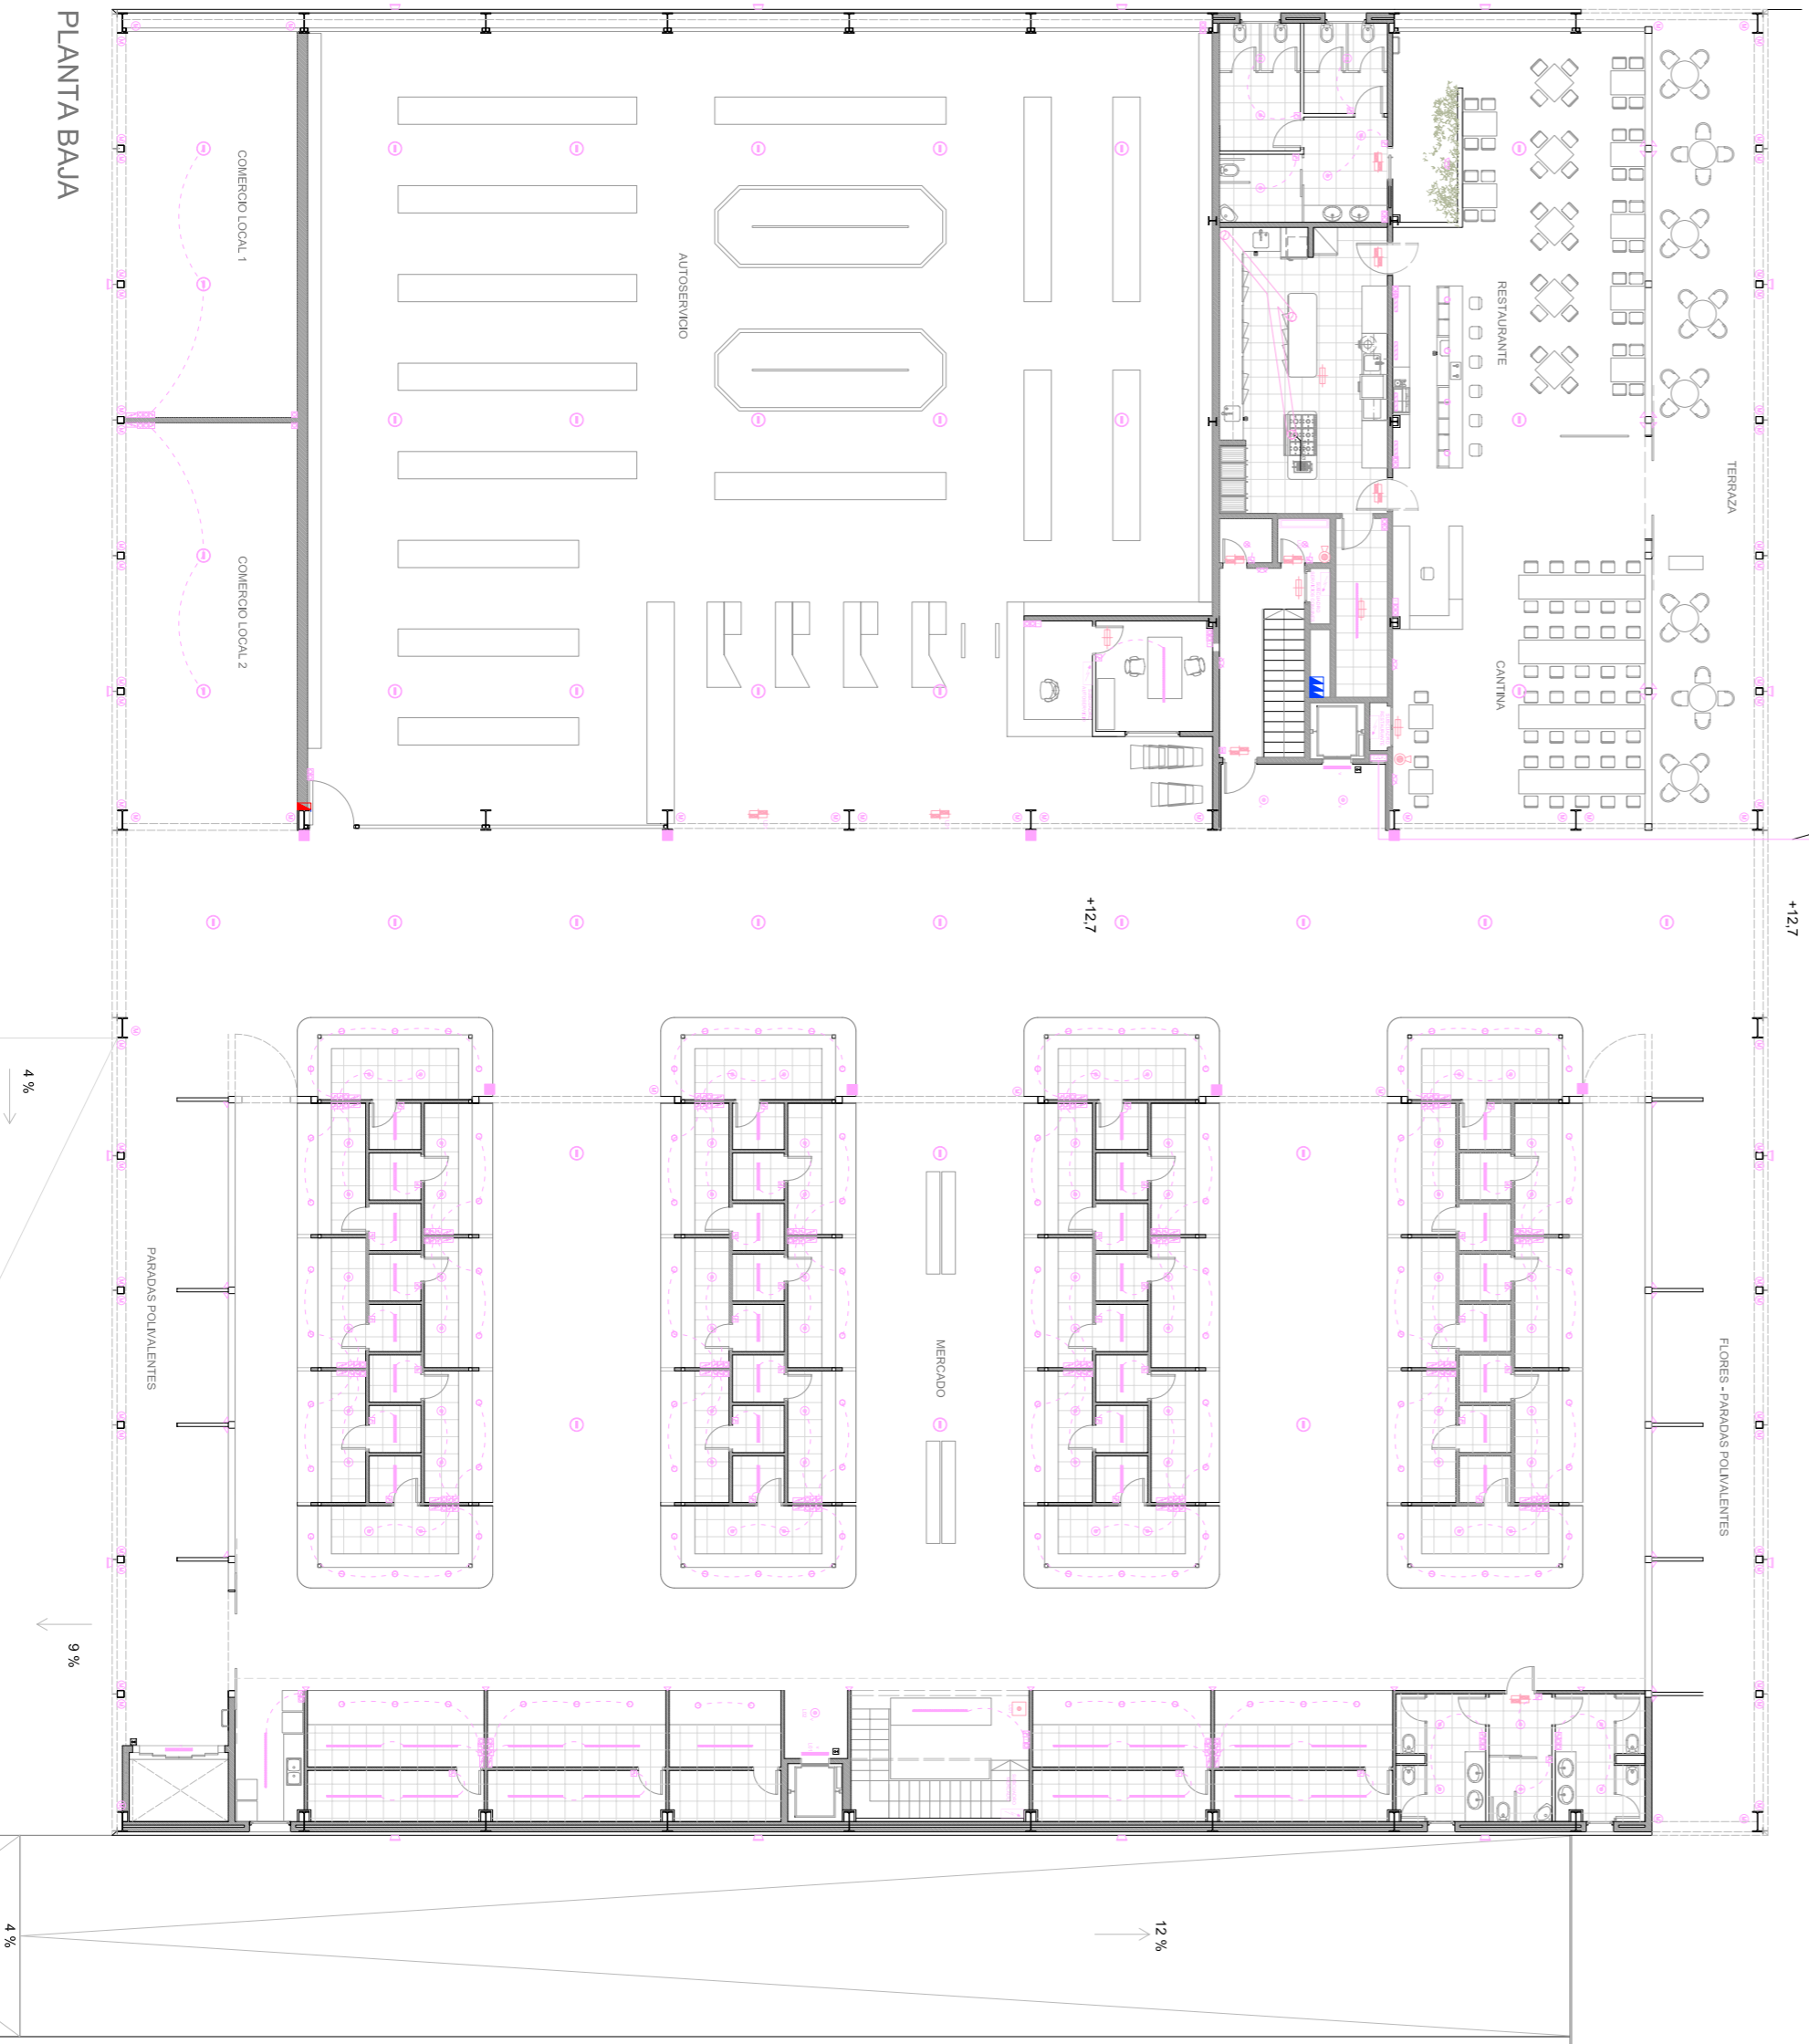 PLANTA BAJA
COMERCIO LOCAL 1
COMERCIO LOCAL 2
AUTOSERVICIO
RESTAURANTE
CANTINA
TERRAZA
+12,7
+12,7
4 %
PARADAS POLIVALENTES
MERCADO
FLORES - PARADAS POLIVALENTES
9 %
12 %
4 %